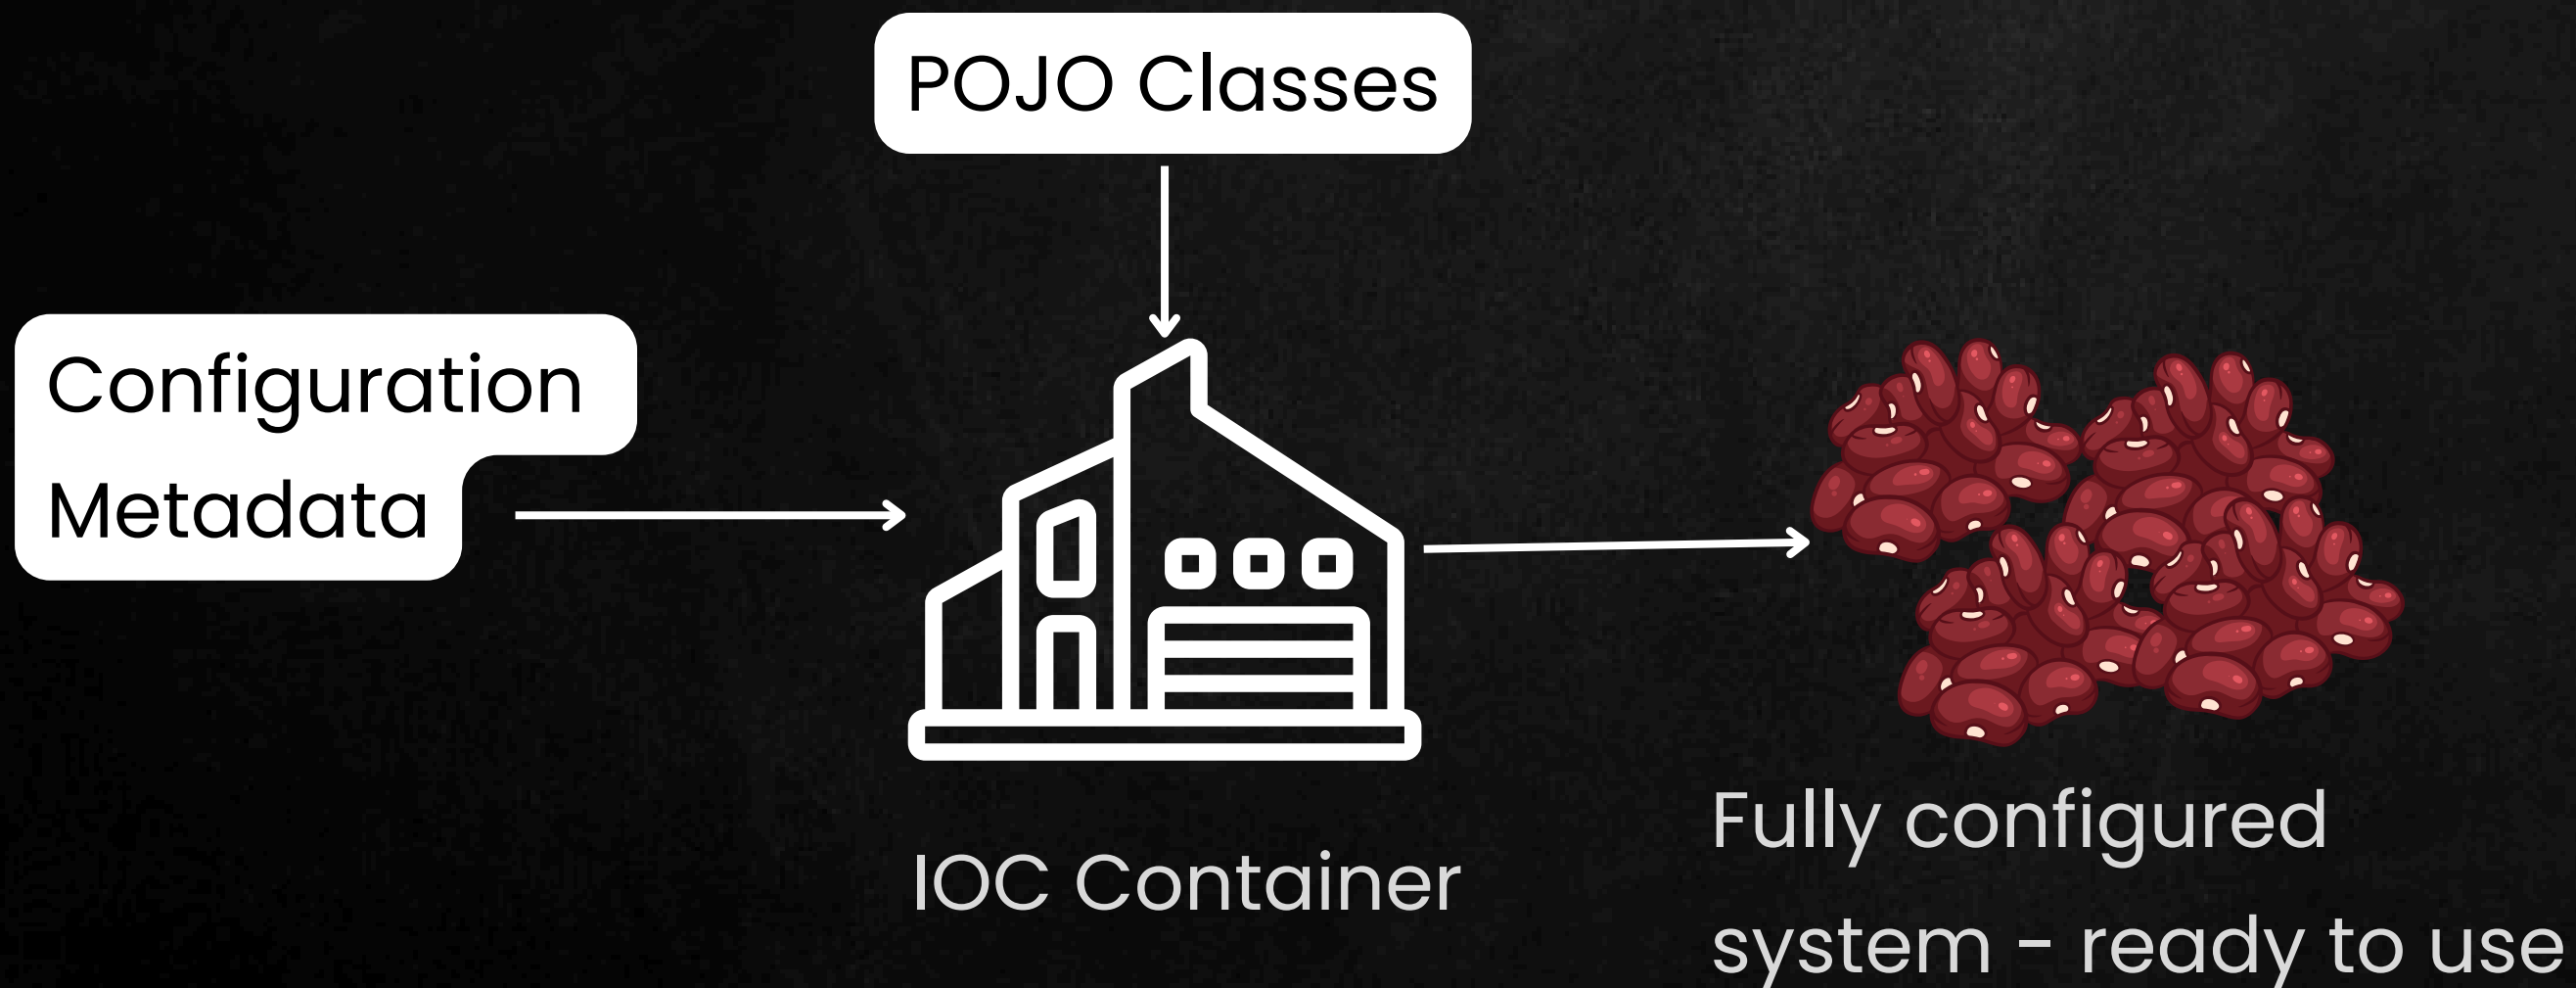 POJO Classes
Configuration
Metadata
IOC Container
Fully configured
system - ready to use